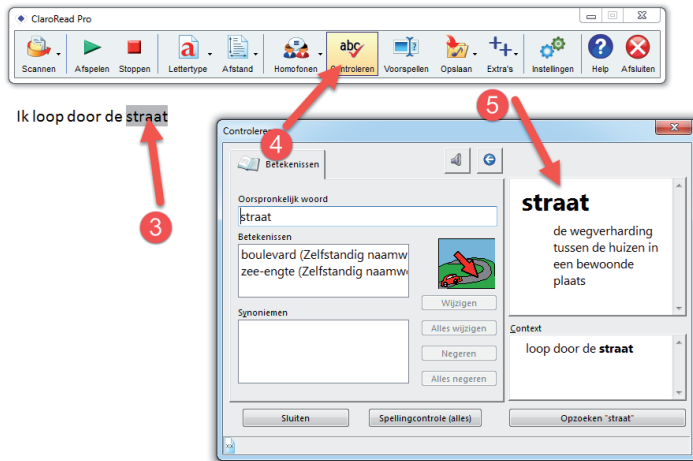 ClaroRead Pro
Scannen Afspelen Stoppen Lettertype Afstand Homofonen Controleren Voorspellen Opslaan Extra's Instellingen Help Afsluiten
Ik loop door de straat
3
4
5
Controleren
Betekenissen
Oorspronkelijk woord
straat
Betekenissen
boulevard (Zelfstandig naamw
zee-engte (Zelfstandig naamw
Synoniemen
Wijzigen
Alles wijzigen
Negeren
Alles negeren
straat
de wegverharding
tussen de huizen in
een bewoonde
plaats
Context
loop door de straat
Sluiten Spellingcontrole (alles) Opzoeken "straat"